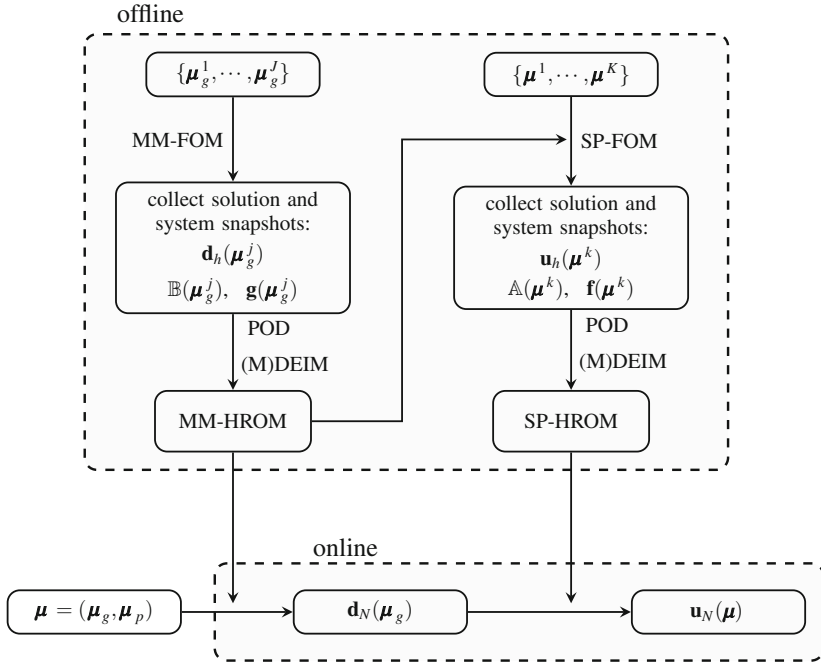 offline
{μ_g^1, ⋯, μ_g^J}
MM-FOM
collect solution and
system snapshots:
d_h(μ_g^j)
𝔹(μ_g^j), g(μ_g^j)
POD
(M)DEIM
MM-HROM
{μ^1, ⋯, μ^K}
SP-FOM
collect solution and
system snapshots:
u_h(μ^k)
𝔸(μ^k), f(μ^k)
POD
(M)DEIM
SP-HROM
online
μ = (μ_g, μ_p)
d_N(μ_g)
u_N(μ)